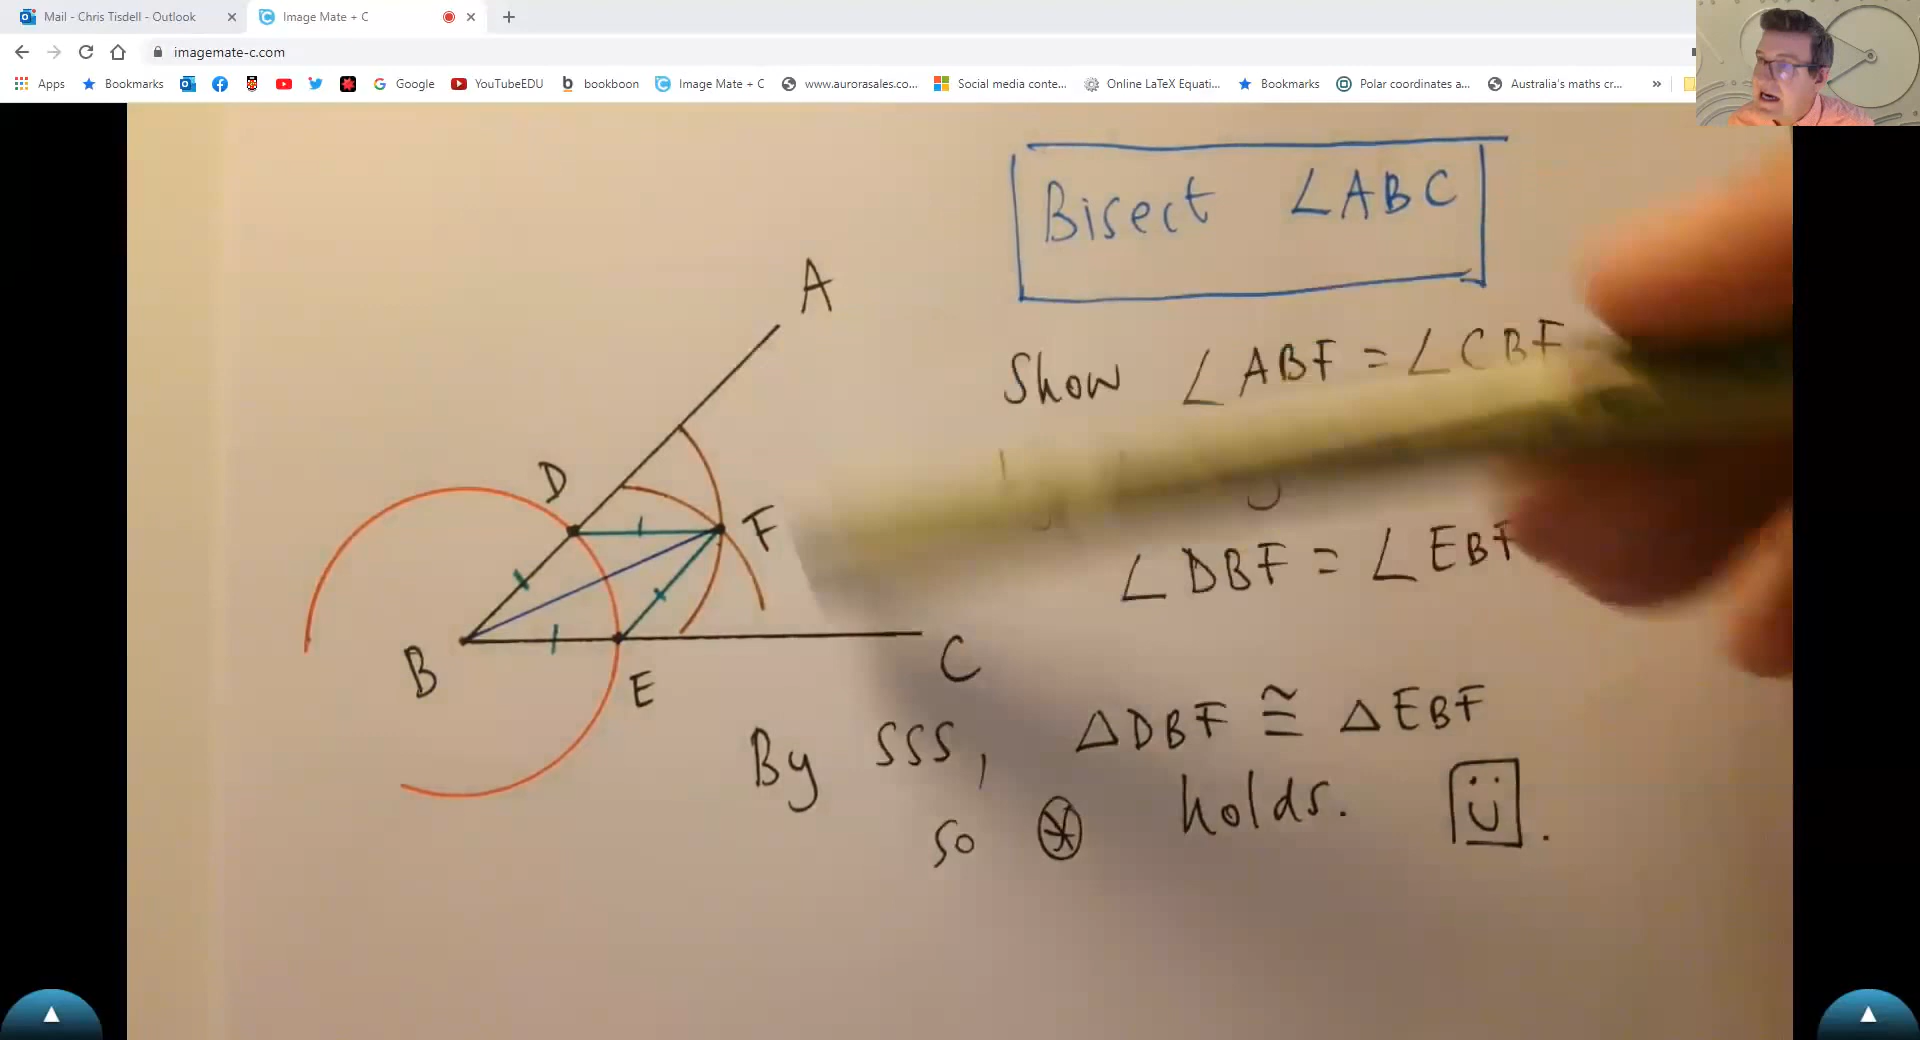 Mail - Chris Tisdell - Outlook
Image Mate + C
imagemate-c.com
Apps
Bookmarks
Google
YouTubeEDU
bookboon
Image Mate + C
www.aurorasales.co...
Social media conte...
Online LaTeX Equati...
Bookmarks
Polar coordinates a...
Australia's maths cr...
»
Bisect ∠ABC
A
Show ∠ABF = ∠CBF
D
F
∠DBF = ∠EBF
B
E
C
By SSS, ΔDBF ≅ ΔEBF
so ⊛ holds.